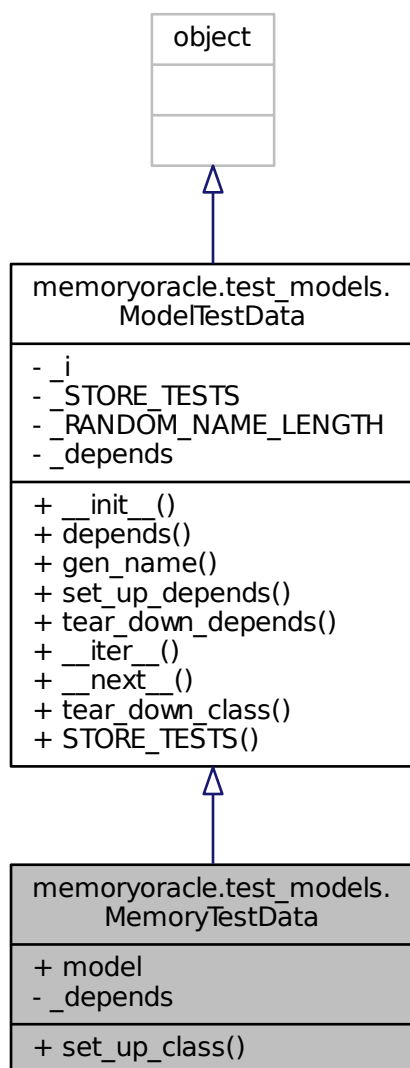 object
memoryoracle.test_models.
ModelTestData
- _i
- _STORE_TESTS
- _RANDOM_NAME_LENGTH
- _depends
+ __init__()
+ depends()
+ gen_name()
+ set_up_depends()
+ tear_down_depends()
+ __iter__()
+ __next__()
+ tear_down_class()
+ STORE_TESTS()
memoryoracle.test_models.
MemoryTestData
+ model
- _depends
+ set_up_class()